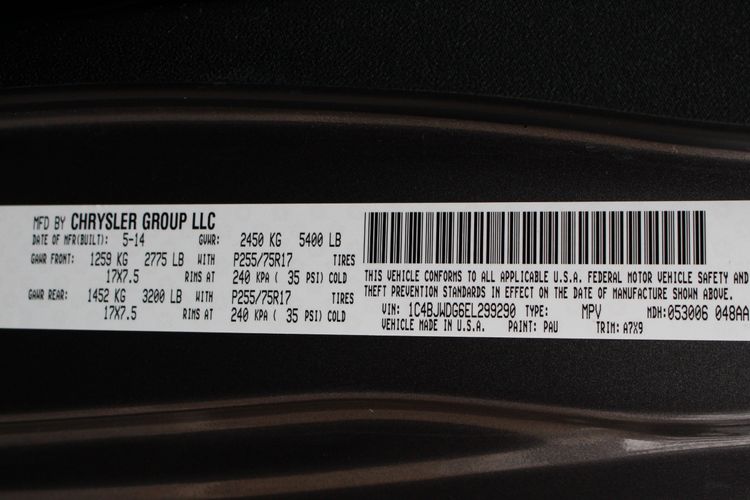 MFD BY CHRYSLER GROUP LLC
DATE OF MFR(BUILT): 5-14 GVWR: 2450 KG 5400 LB
GAWR FRONT: 1259 KG 2775 LB WITH P255/75R17 TIRES
17X7.5 RIMS AT 240 KPA ( 35 PSI) COLD
GAWR REAR: 1452 KG 3200 LB WITH P255/75R17 TIRES
17X7.5 RIMS AT 240 KPA ( 35 PSI) COLD
THIS VEHICLE CONFORMS TO ALL APPLICABLE U.S.A. FEDERAL MOTOR VEHICLE SAFETY AND
THEFT PREVENTION STANDARDS IN EFFECT ON THE DATE OF MANUFACTURE SHOWN ABOVE.
VIN: 1C4BJWDG6EL299290 TYPE: MPV MDH: 053006 048AA
VEHICLE MADE IN U.S.A. PAINT: PAU TRIM: A7X9